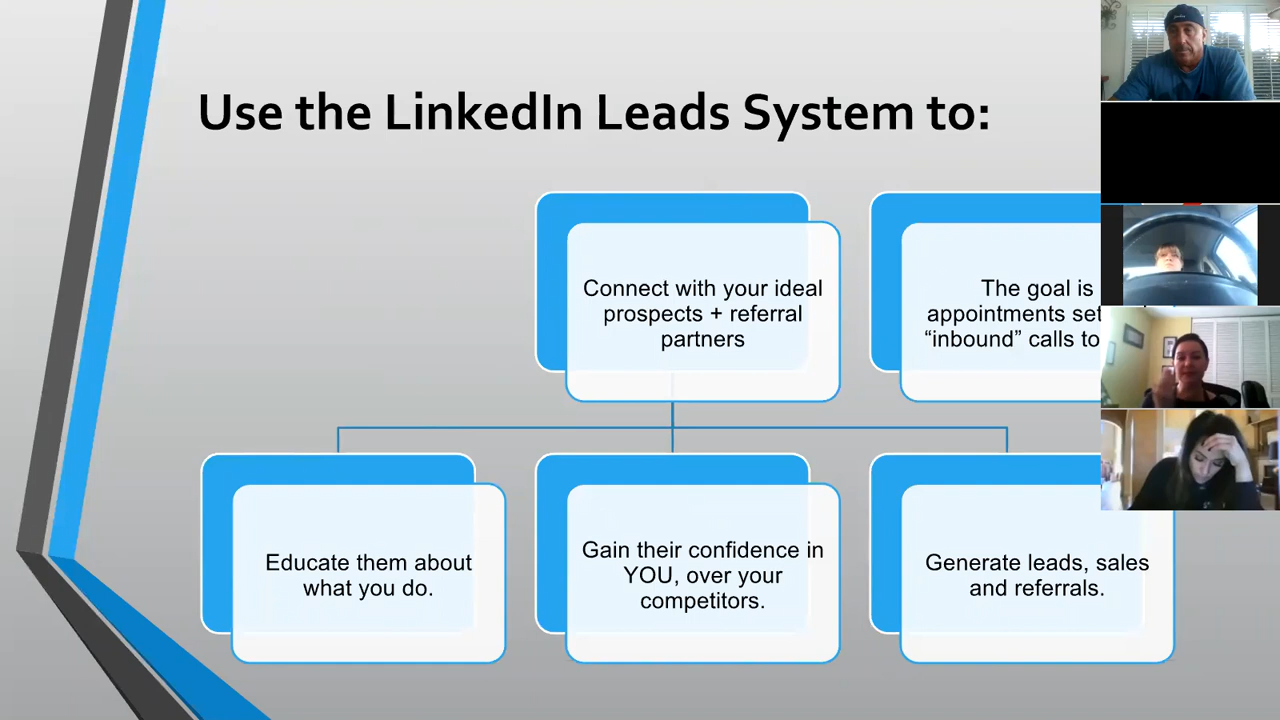 Use the LinkedIn Leads System to:
Connect with your ideal
prospects + referral
partners
The goal is
appointments set
“inbound” calls to
Educate them about
what you do.
Gain their confidence in
YOU, over your
competitors.
Generate leads, sales
and referrals.